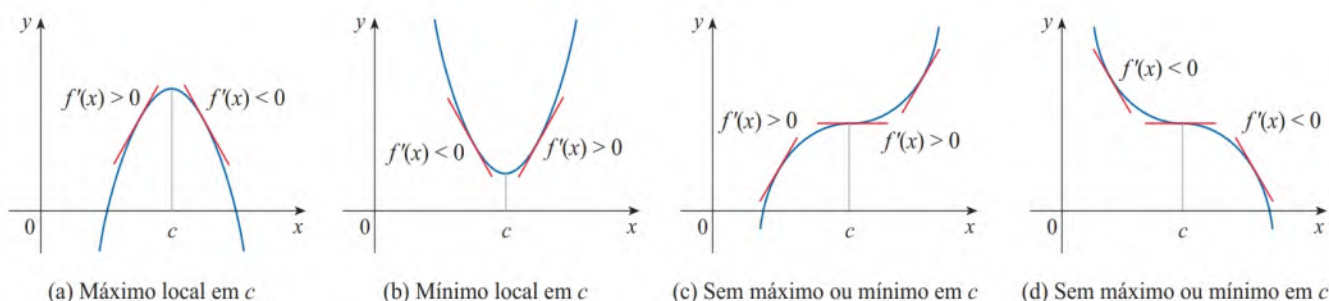 y
f'(x) > 0
f'(x) < 0
0
c
x
(a) Máximo local em c
y
f'(x) < 0
f'(x) > 0
0
c
x
(b) Mínimo local em c
y
f'(x) > 0
f'(x) > 0
0
c
x
(c) Sem máximo ou mínimo em c
y
f'(x) < 0
f'(x) < 0
0
c
x
(d) Sem máximo ou mínimo em c